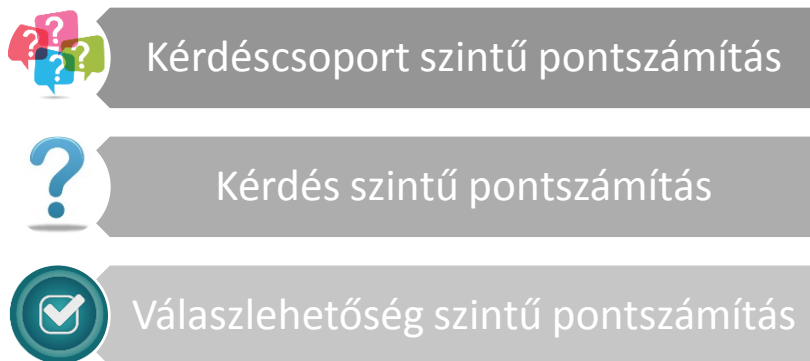 Kérdéscsoport szintű pontszámítás
Kérdés szintű pontszámítás
Válaszlehetőség szintű pontszámítás